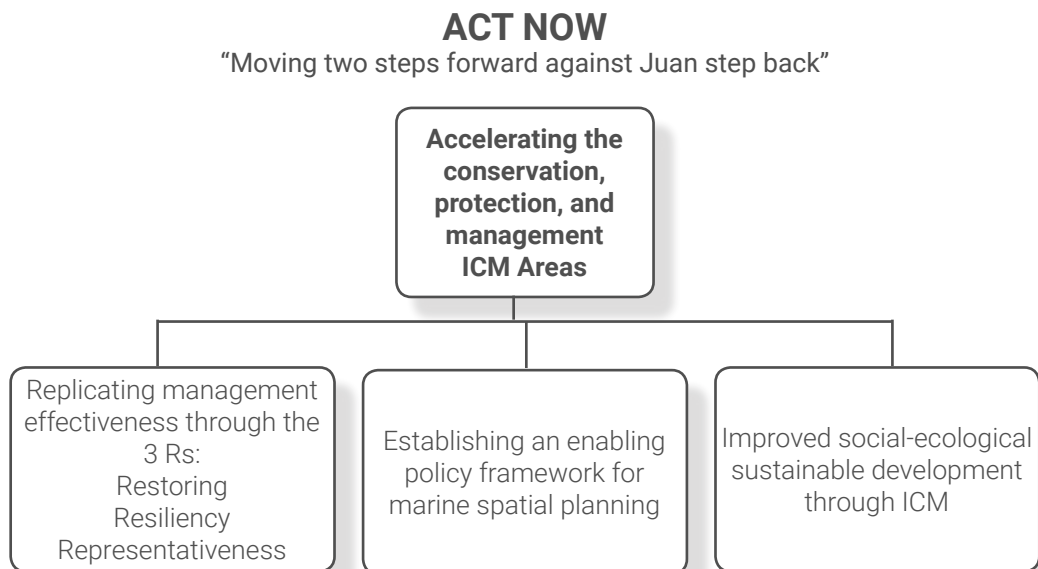 ACT NOW
“Moving two steps forward against Juan step back”
Accelerating the
conservation,
protection, and
management
ICM Areas
Replicating management
effectiveness through the
3 Rs:
Restoring
Resiliency
Representativeness
Establishing an enabling
policy framework for
marine spatial planning
Improved social-ecological
sustainable development
through ICM